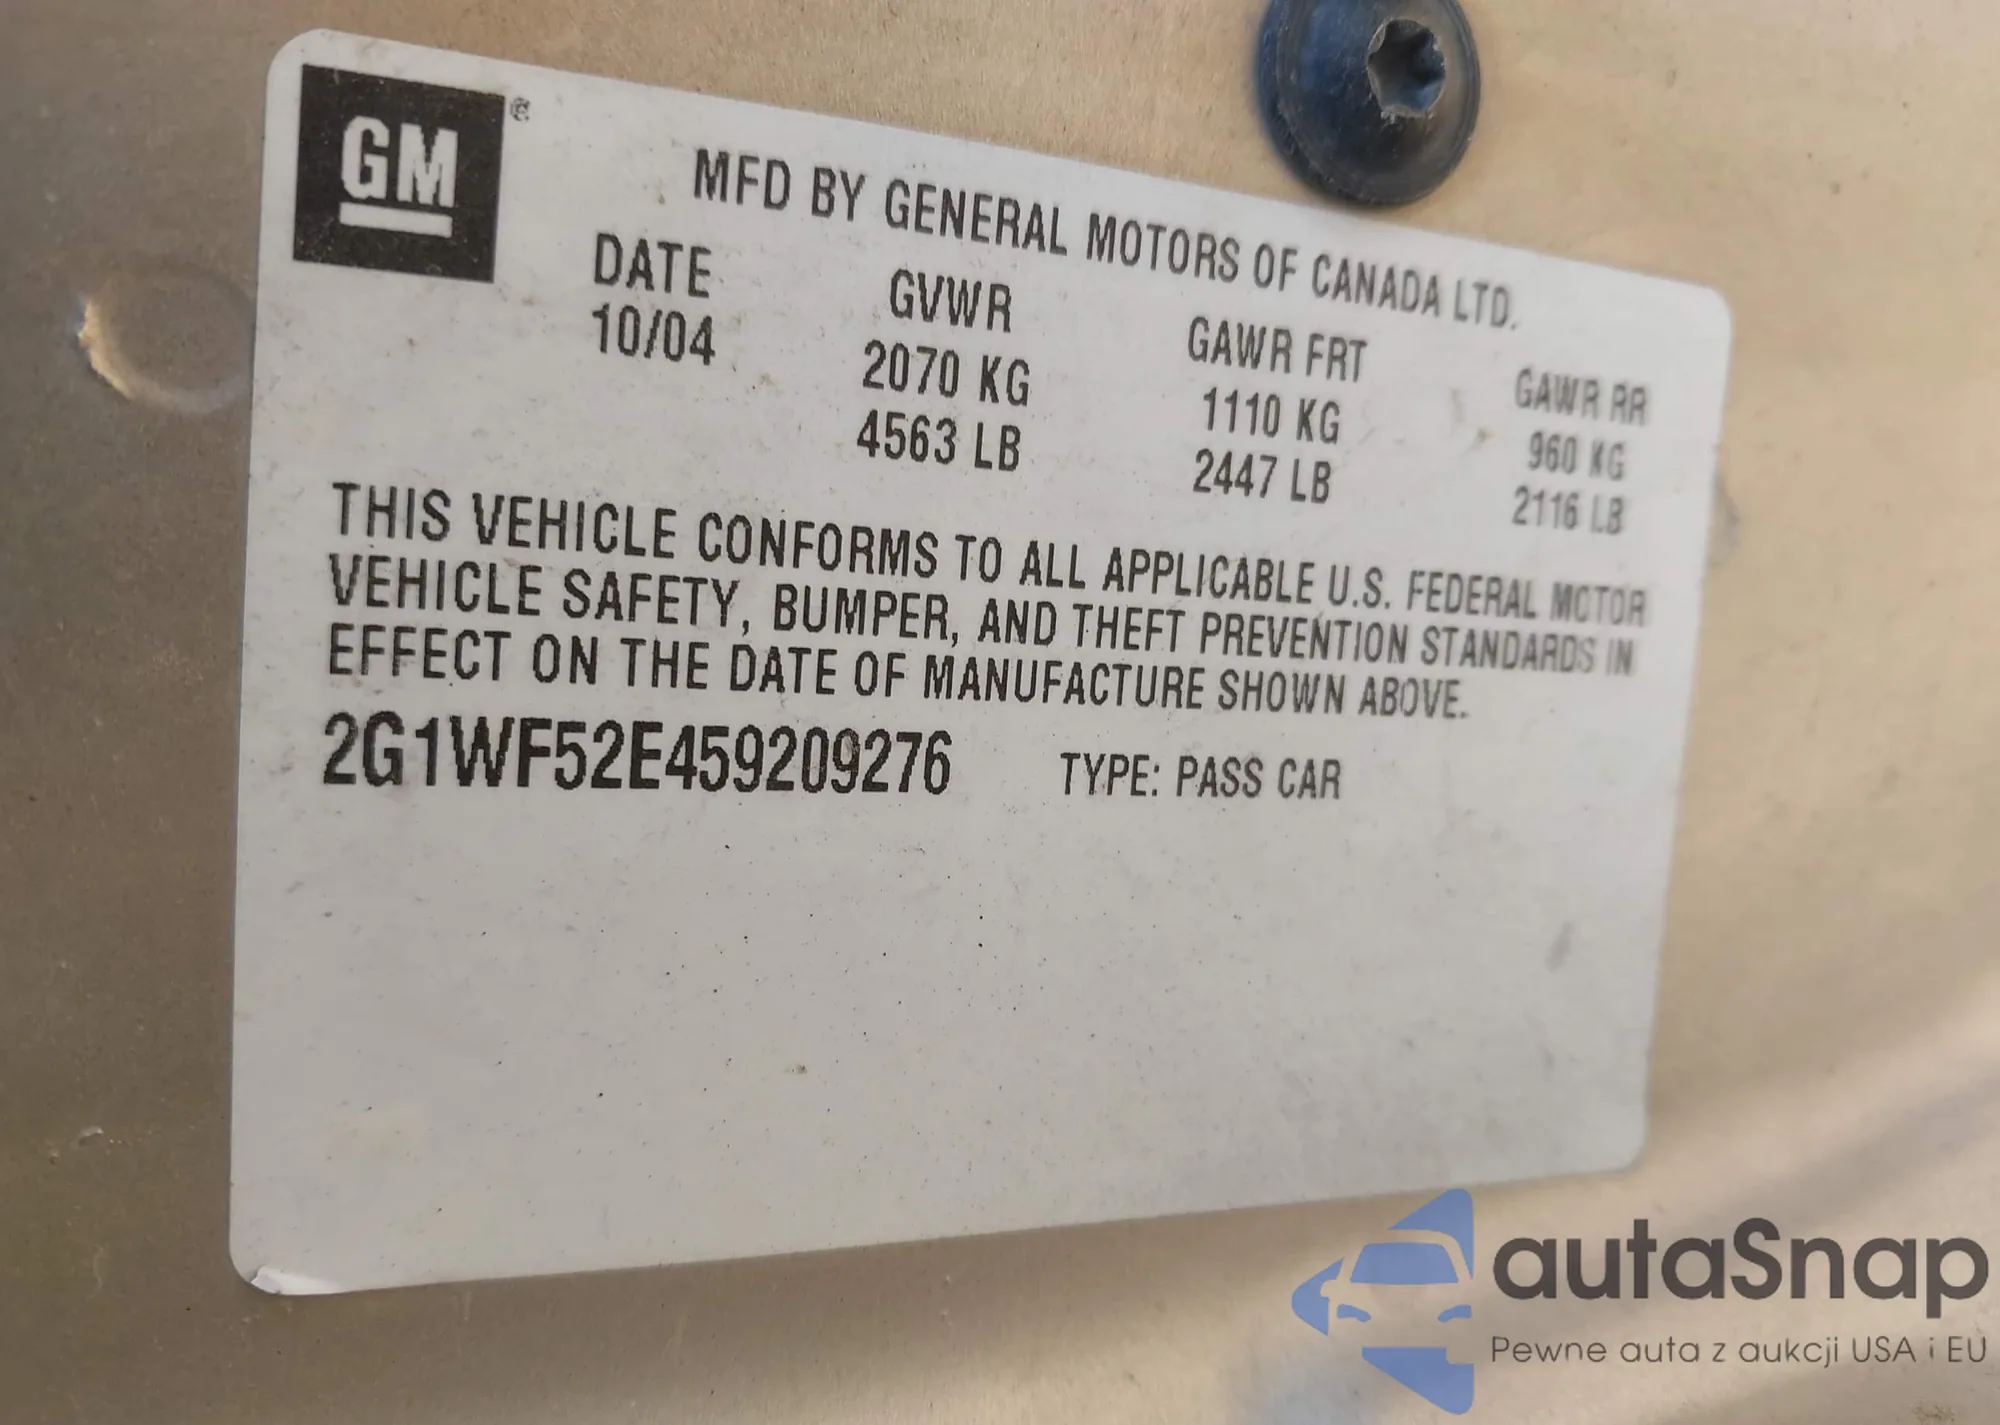 GM®
MFD BY GENERAL MOTORS OF CANADA LTD.
DATE GVWR GAWR FRT GAWR RR
10/04 2070 KG 1110 KG 960 KG
4563 LB 2447 LB 2116 LB
THIS VEHICLE CONFORMS TO ALL APPLICABLE U.S. FEDERAL MOTOR
VEHICLE SAFETY, BUMPER, AND THEFT PREVENTION STANDARDS IN
EFFECT ON THE DATE OF MANUFACTURE SHOWN ABOVE.
2G1WF52E459209276 TYPE: PASS CAR
autaSnap
Pewne auta z aukcji USA i EU